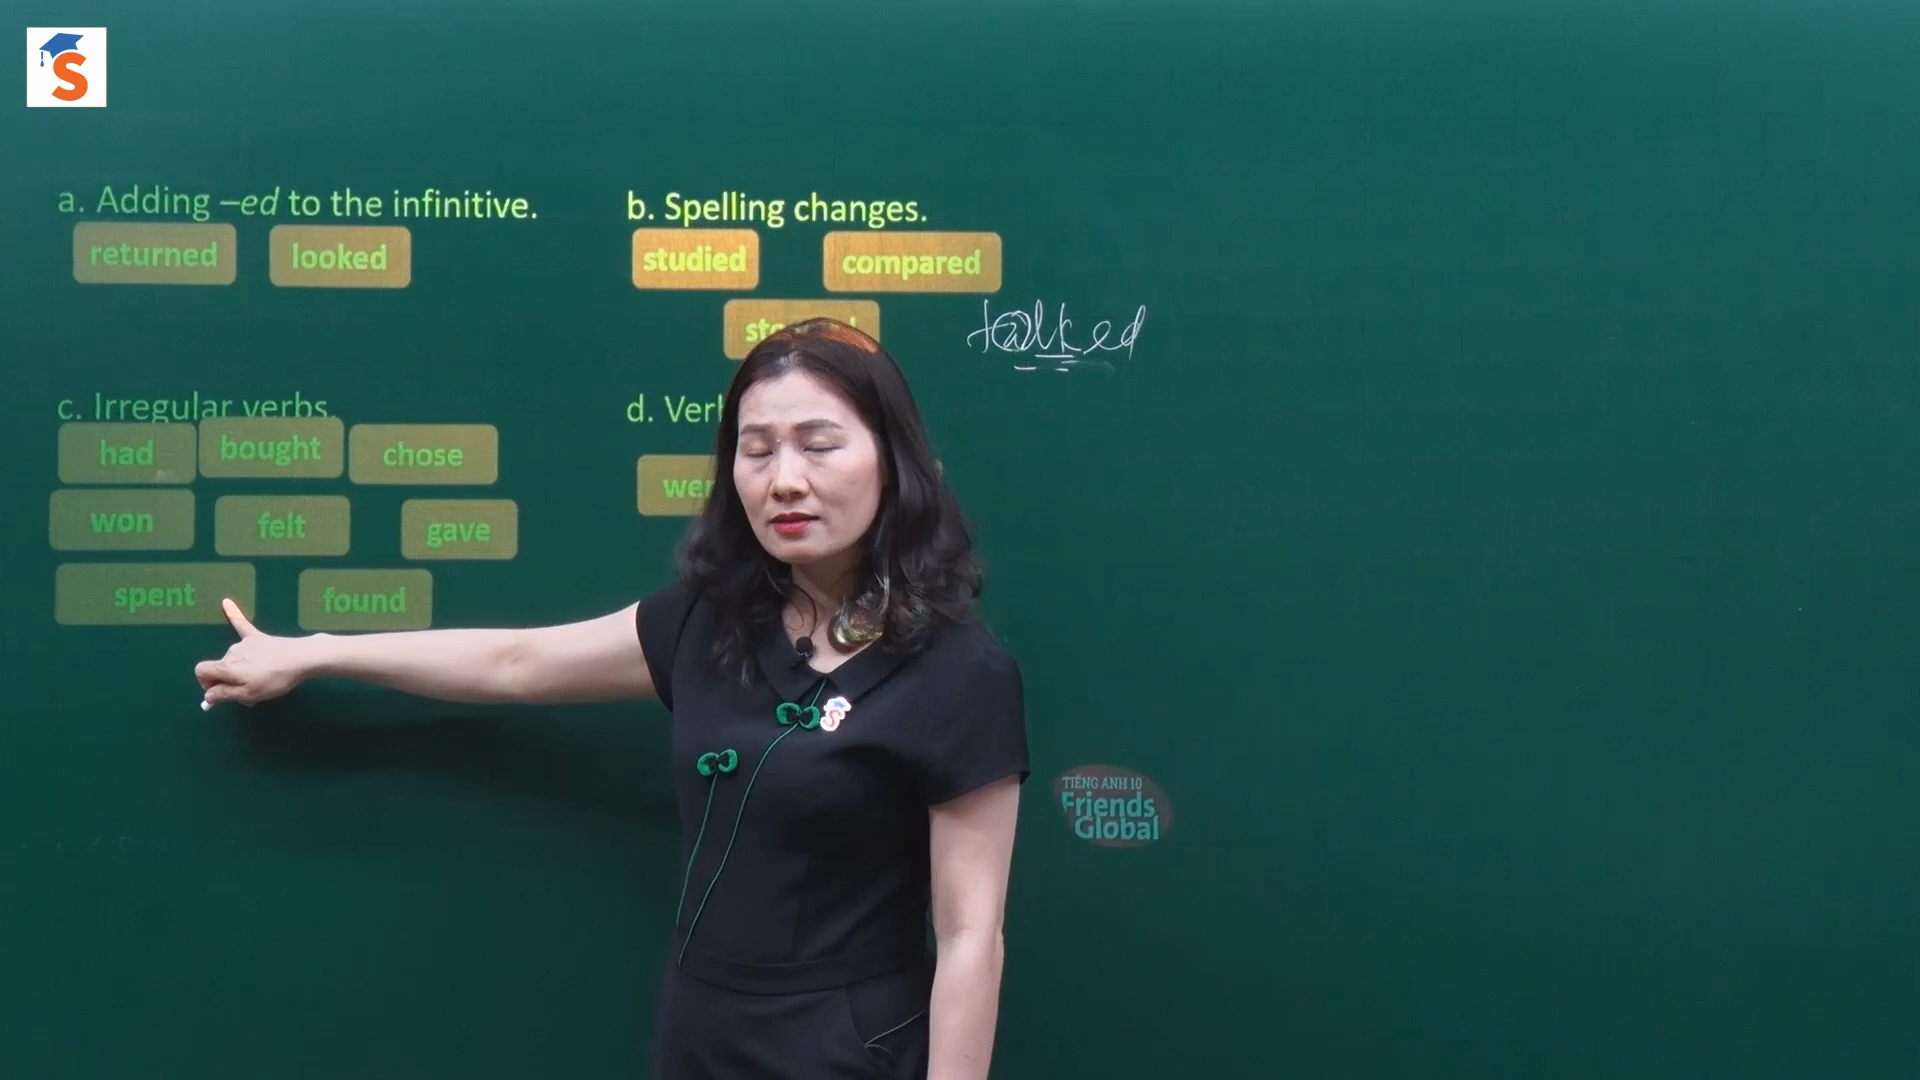 S
a. Adding –ed to the infinitive.
returned looked
b. Spelling changes.
studied compared
talked
c. Irregular verbs.
had bought chose
won felt gave
spent found
d.
TIẾNG ANH 10
Friends
Global
S